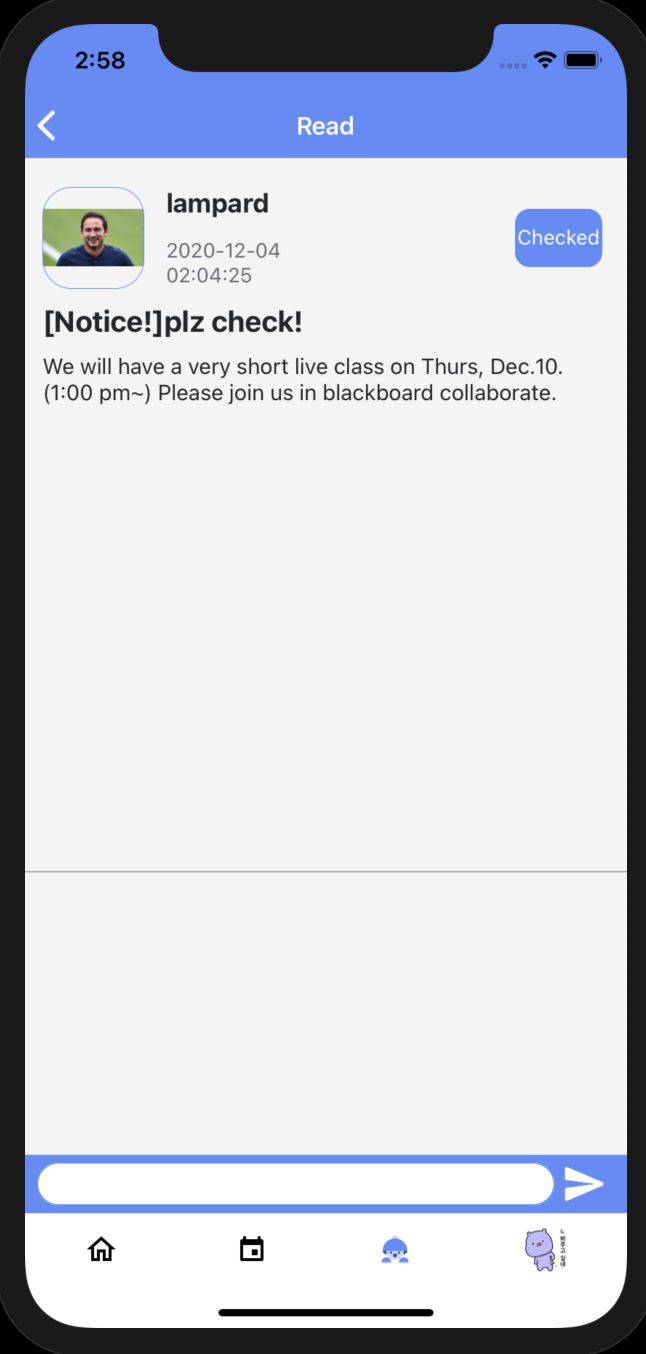 2:58
Read
lampard
2020-12-04
02:04:25
Checked
[Notice!]plz check!
We will have a very short live class on Thurs, Dec.10.
(1:00 pm~) Please join us in blackboard collaborate.